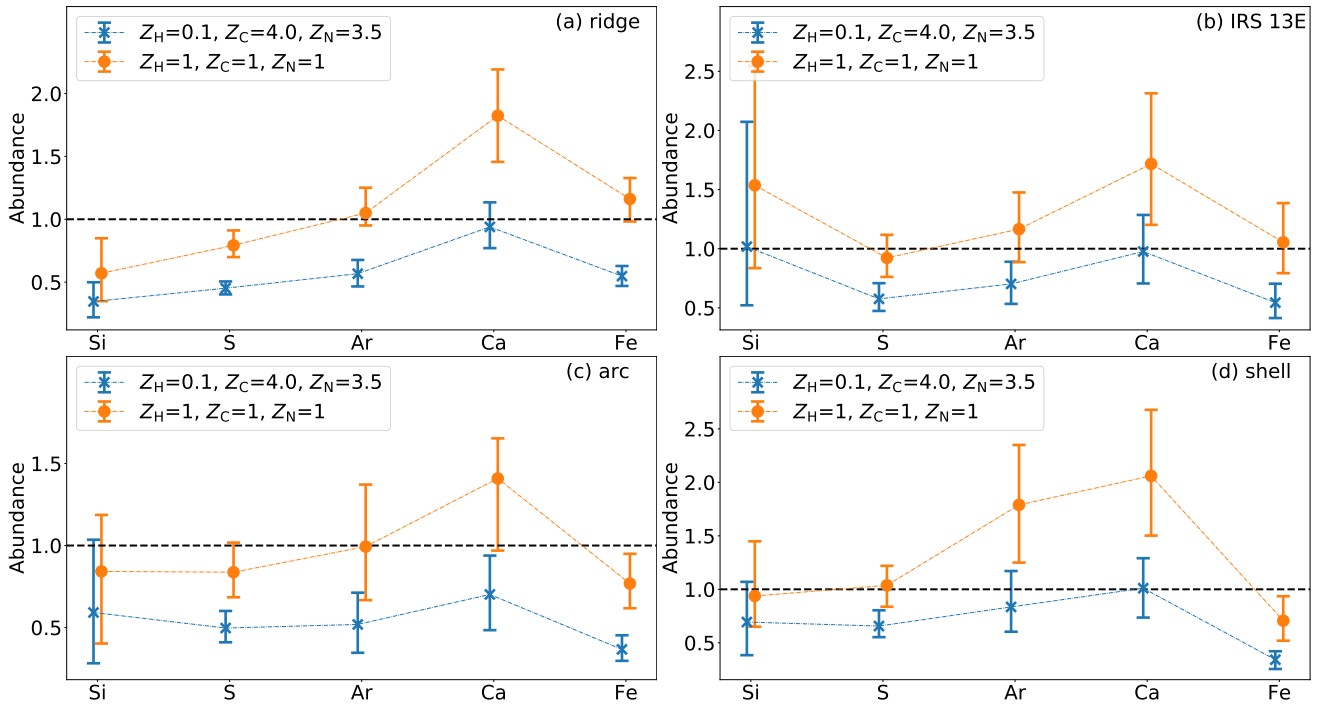 (a) ridge
Z_H=0.1, Z_C=4.0, Z_N=3.5
Z_H=1, Z_C=1, Z_N=1
Abundance
2.0
1.5
1.0
0.5
Si S Ar Ca Fe
(b) IRS 13E
Z_H=0.1, Z_C=4.0, Z_N=3.5
Z_H=1, Z_C=1, Z_N=1
Abundance
2.5
2.0
1.5
1.0
0.5
Si S Ar Ca Fe
(c) arc
Z_H=0.1, Z_C=4.0, Z_N=3.5
Z_H=1, Z_C=1, Z_N=1
Abundance
1.5
1.0
0.5
Si S Ar Ca Fe
(d) shell
Z_H=0.1, Z_C=4.0, Z_N=3.5
Z_H=1, Z_C=1, Z_N=1
Abundance
2.5
2.0
1.5
1.0
0.5
Si S Ar Ca Fe